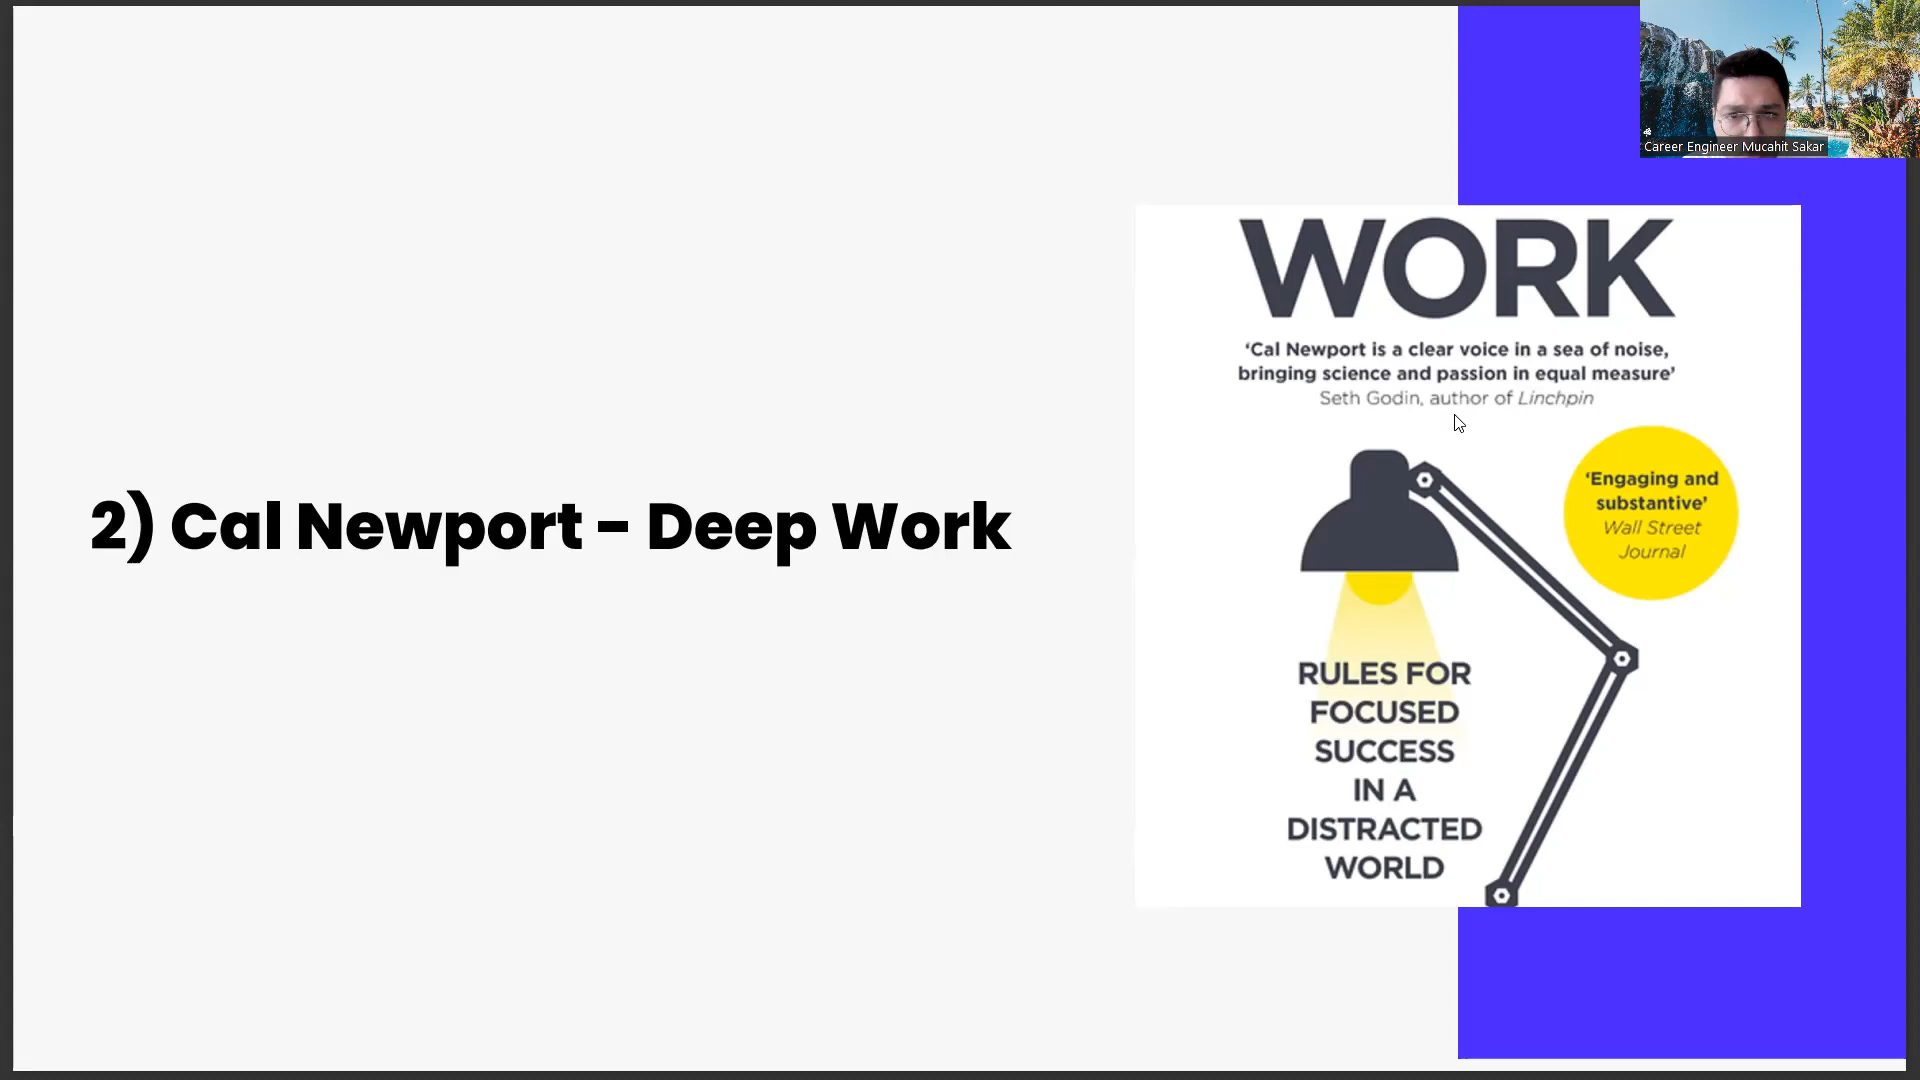 Career Engineer Mucahit Sakar
2) Cal Newport - Deep Work
WORK
‘Cal Newport is a clear voice in a sea of noise,
bringing science and passion in equal measure’
Seth Godin, author of Linchpin
‘Engaging and
substantive’
Wall Street
Journal
RULES FOR
FOCUSED
SUCCESS
IN A
DISTRACTED
WORLD